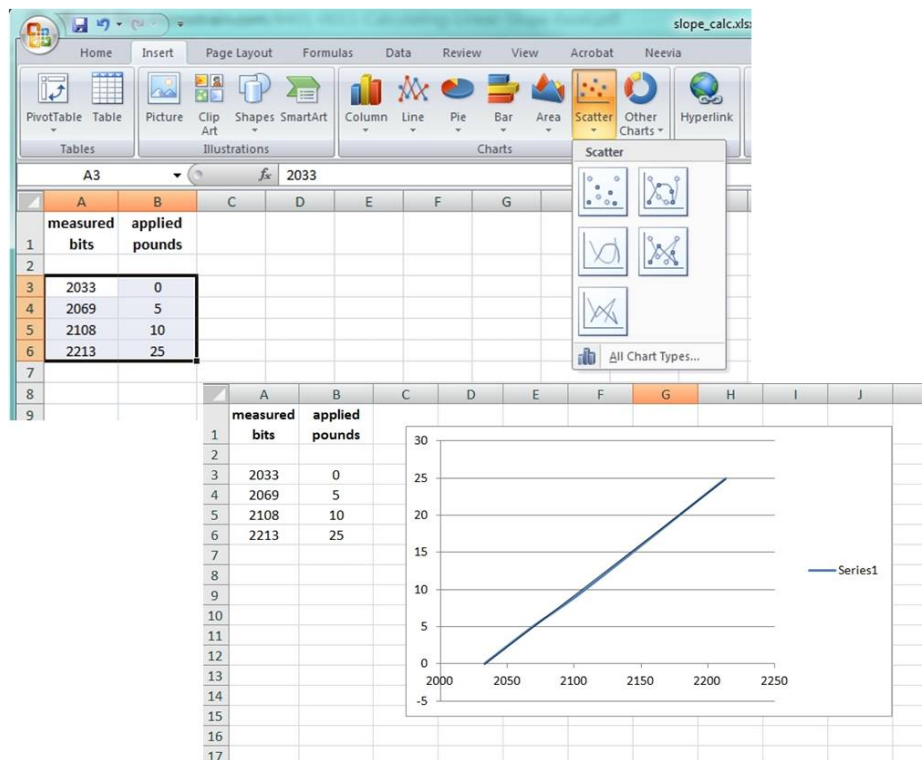 slope_calc.xls
Home Insert Page Layout Formulas Data Review View Acrobat Neevia
PivotTable Table Picture Clip Art Shapes SmartArt Column Line Pie Bar Area Scatter Other Charts Hyperlink
Tables Illustrations Charts
Scatter
All Chart Types...
A3 fx 2033
A B C D E F G
1 measured bits applied pounds
2
3 2033 0
4 2069 5
5 2108 10
6 2213 25
7
8
9
A B C D E F G H I J
1 measured bits applied pounds
2
3 2033 0
4 2069 5
5 2108 10
6 2213 25
7
8
9
10
11
12
13
14
15
16
17
30
25
20
15
10
5
0
-5
2000 2050 2100 2150 2200 2250
Series1